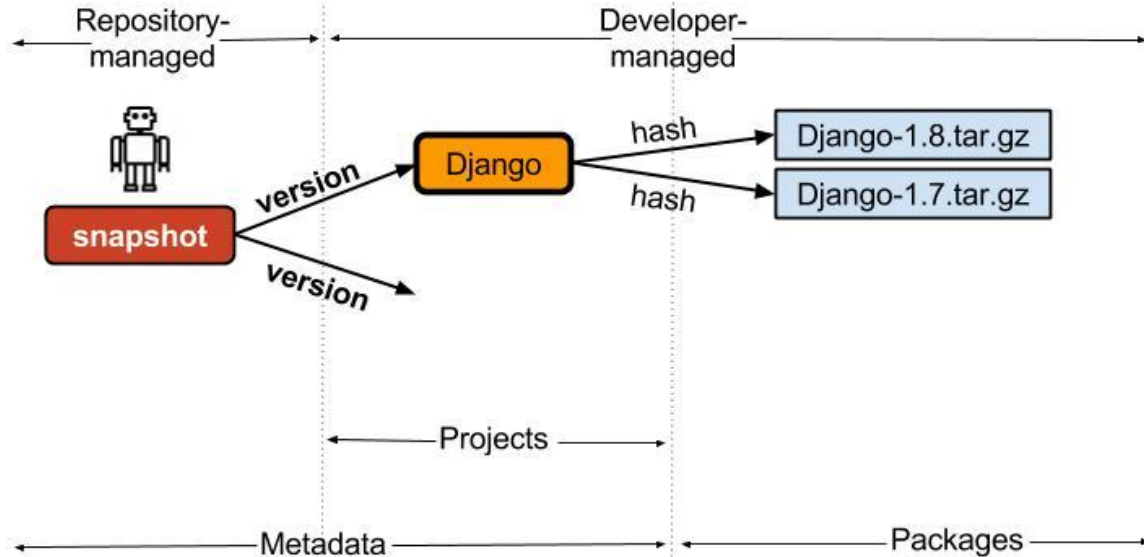 Repository-
managed
Developer-
managed
version
hash
Django-1.8.tar.gz
Django
hash
Django-1.7.tar.gz
snapshot
version
Projects
Metadata
Packages